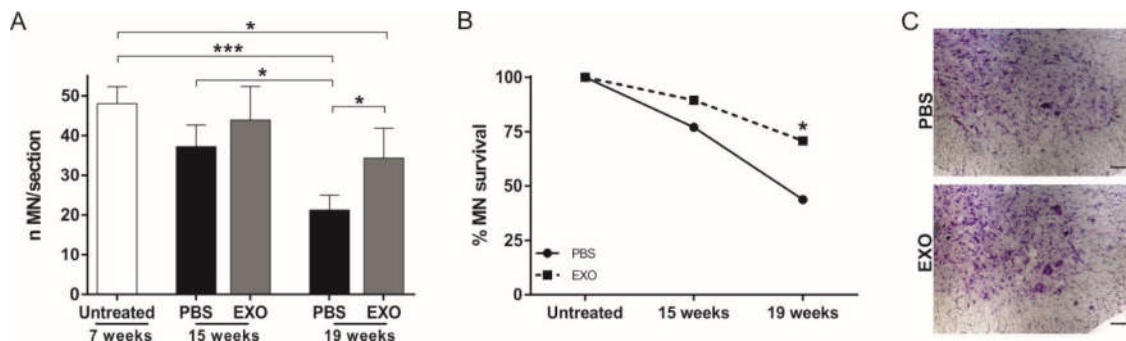 A
*
***
*
*
n MN/section
50
40
30
20
10
0
Untreated PBS EXO PBS EXO
7 weeks 15 weeks 19 weeks
B
% MN survival
100
75
50
25
0
*
PBS
EXO
Untreated 15 weeks 19 weeks
C
PBS
EXO